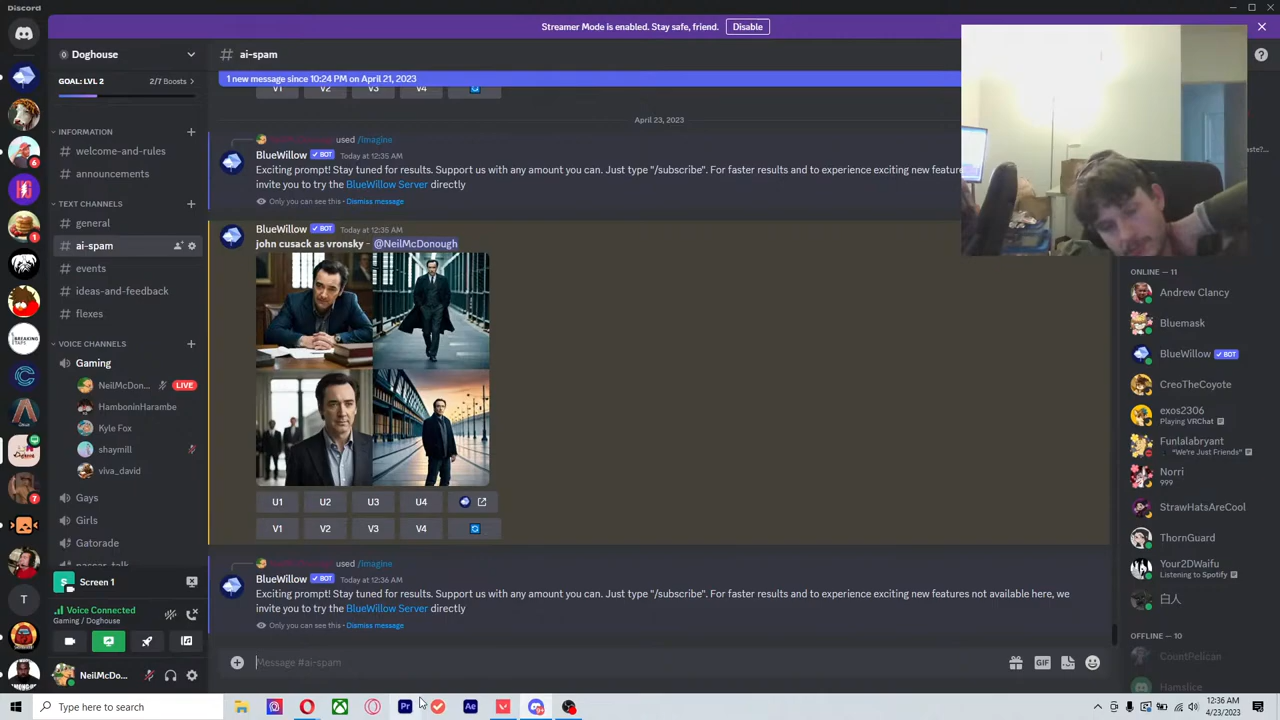 Discord
Streamer Mode is enabled. Stay safe, friend.
Disable
Doghouse
ai-spam
GOAL: LVL 2
2/7 Boosts
1 new message since 10:24 PM on April 21, 2023
V1 V2 V3 V4
April 23, 2023
INFORMATION
welcome-and-rules
announcements
TEXT CHANNELS
general
ai-spam
events
ideas-and-feedback
flexes
VOICE CHANNELS
Gaming
NeilMcDon... LIVE
HamboninHarambe
Kyle Fox
shaymill
viva_david
Gays
Girls
Gatorade
Screen 1
Voice Connected
Gaming / Doghouse
NeilMcDo...
6
1
7
T
used /imagine
BlueWillow BOT Today at 12:35 AM
Exciting prompt! Stay tuned for results. Support us with any amount you can. Just type "/subscribe". For faster results and to experience exciting new
invite you to try the BlueWillow Server directly
Only you can see this • Dismiss message
BlueWillow BOT Today at 12:35 AM
john cusack as vronsky - @NeilMcDonough
U1 U2 U3 U4
V1 V2 V3 V4
used /imagine
BlueWillow BOT Today at 12:36 AM
Exciting prompt! Stay tuned for results. Support us with any amount you can. Just type "/subscribe". For faster results and to experience exciting new features not available here, we
invite you to try the BlueWillow Server directly
Only you can see this • Dismiss message
Message #ai-spam
GIF
ONLINE — 11
Andrew Clancy
Bluemask
BlueWillow BOT
CreoTheCoyote
exos2306
Playing VRChat
Funlalabryant
"We're Just Friends"
Norri
999
StrawHatsAreCool
ThornGuard
Your2DWaifu
Listening to Spotify
白人
OFFLINE — 10
CountPelican
Hamslice
Type here to search
Pr
Ae
12:36 AM
4/23/2023